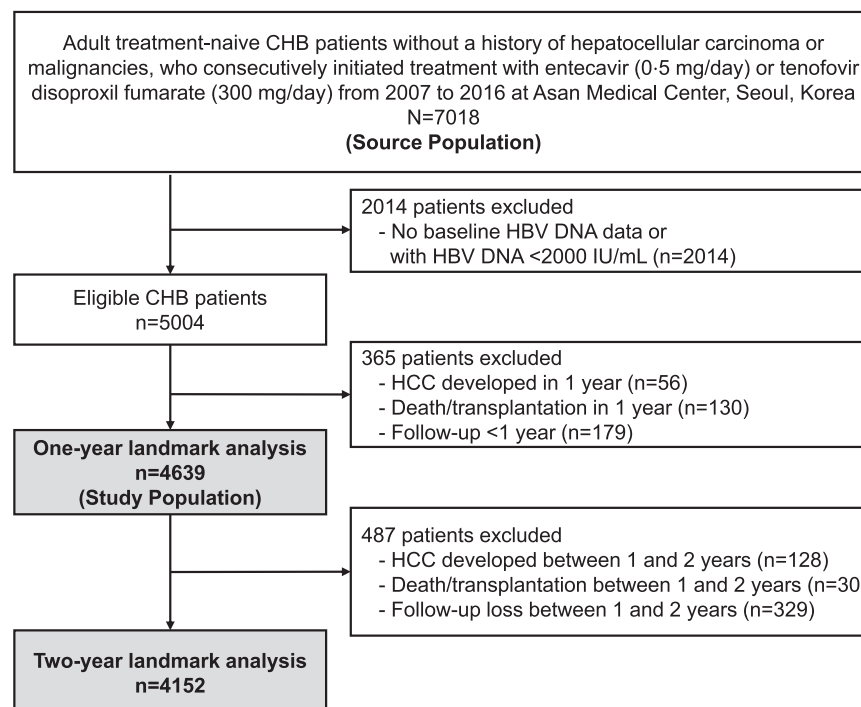 Adult treatment-naive CHB patients without a history of hepatocellular carcinoma or
malignancies, who consecutively initiated treatment with entecavir (0·5 mg/day) or tenofovir
disoproxil fumarate (300 mg/day) from 2007 to 2016 at Asan Medical Center, Seoul, Korea
N=7018
(Source Population)
2014 patients excluded
- No baseline HBV DNA data or
with HBV DNA <2000 IU/mL (n=2014)
Eligible CHB patients
n=5004
365 patients excluded
- HCC developed in 1 year (n=56)
- Death/transplantation in 1 year (n=130)
- Follow-up <1 year (n=179)
One-year landmark analysis
n=4639
(Study Population)
487 patients excluded
- HCC developed between 1 and 2 years (n=128)
- Death/transplantation between 1 and 2 years (n=30
- Follow-up loss between 1 and 2 years (n=329)
Two-year landmark analysis
n=4152